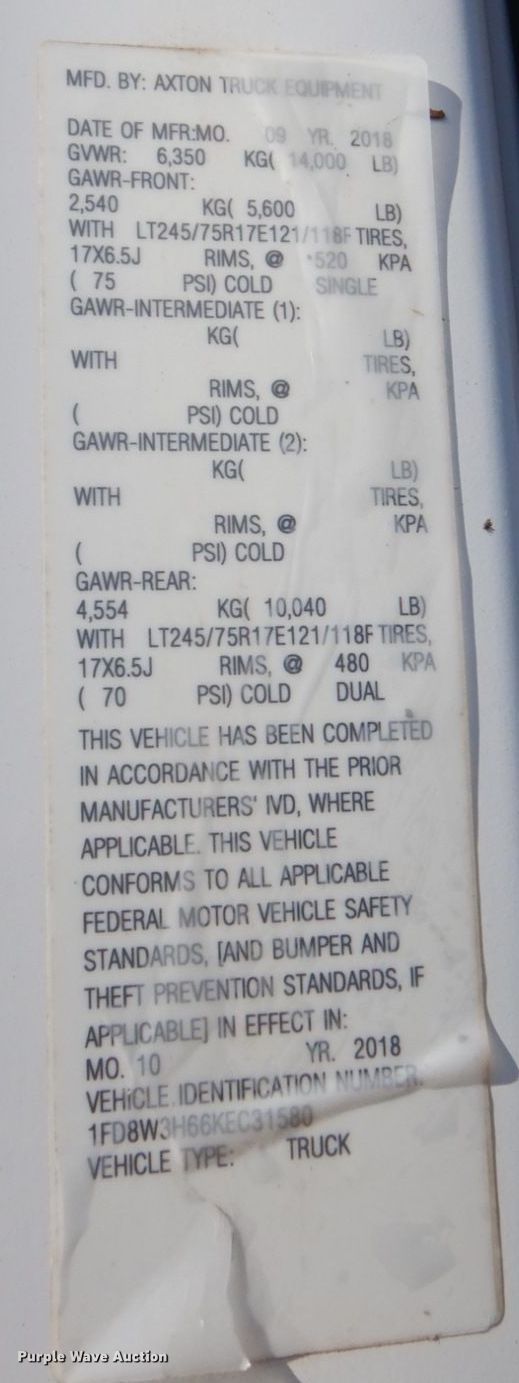 MFD. BY: AXTON TRUCK EQUIPMENT
DATE OF MFR:MO. 09 YR. 2018
GVWR: 6,350 KG( 14,000 LB)
GAWR-FRONT:
2,540 KG( 5,600 LB)
WITH LT245/75R17E121/118F TIRES,
17X6.5J RIMS, @ 520 KPA
( 75 PSI) COLD SINGLE
GAWR-INTERMEDIATE (1):
KG( LB)
WITH TIRES,
RIMS, @ KPA
( PSI) COLD
GAWR-INTERMEDIATE (2):
KG( LB)
WITH TIRES,
RIMS, @ KPA
( PSI) COLD
GAWR-REAR:
4,554 KG( 10,040 LB)
WITH LT245/75R17E121/118F TIRES,
17X6.5J RIMS, @ 480 KPA
( 70 PSI) COLD DUAL
THIS VEHICLE HAS BEEN COMPLETED
IN ACCORDANCE WITH THE PRIOR
MANUFACTURERS' IVD, WHERE
APPLICABLE. THIS VEHICLE
CONFORMS TO ALL APPLICABLE
FEDERAL MOTOR VEHICLE SAFETY
STANDARDS, [AND BUMPER AND
THEFT PREVENTION STANDARDS, IF
APPLICABLE] IN EFFECT IN:
MO. 10 YR. 2018
VEHICLE IDENTIFICATION NUMBER:
1FD8W3H66KEC31580
VEHICLE TYPE: TRUCK
Purple Wave Auction